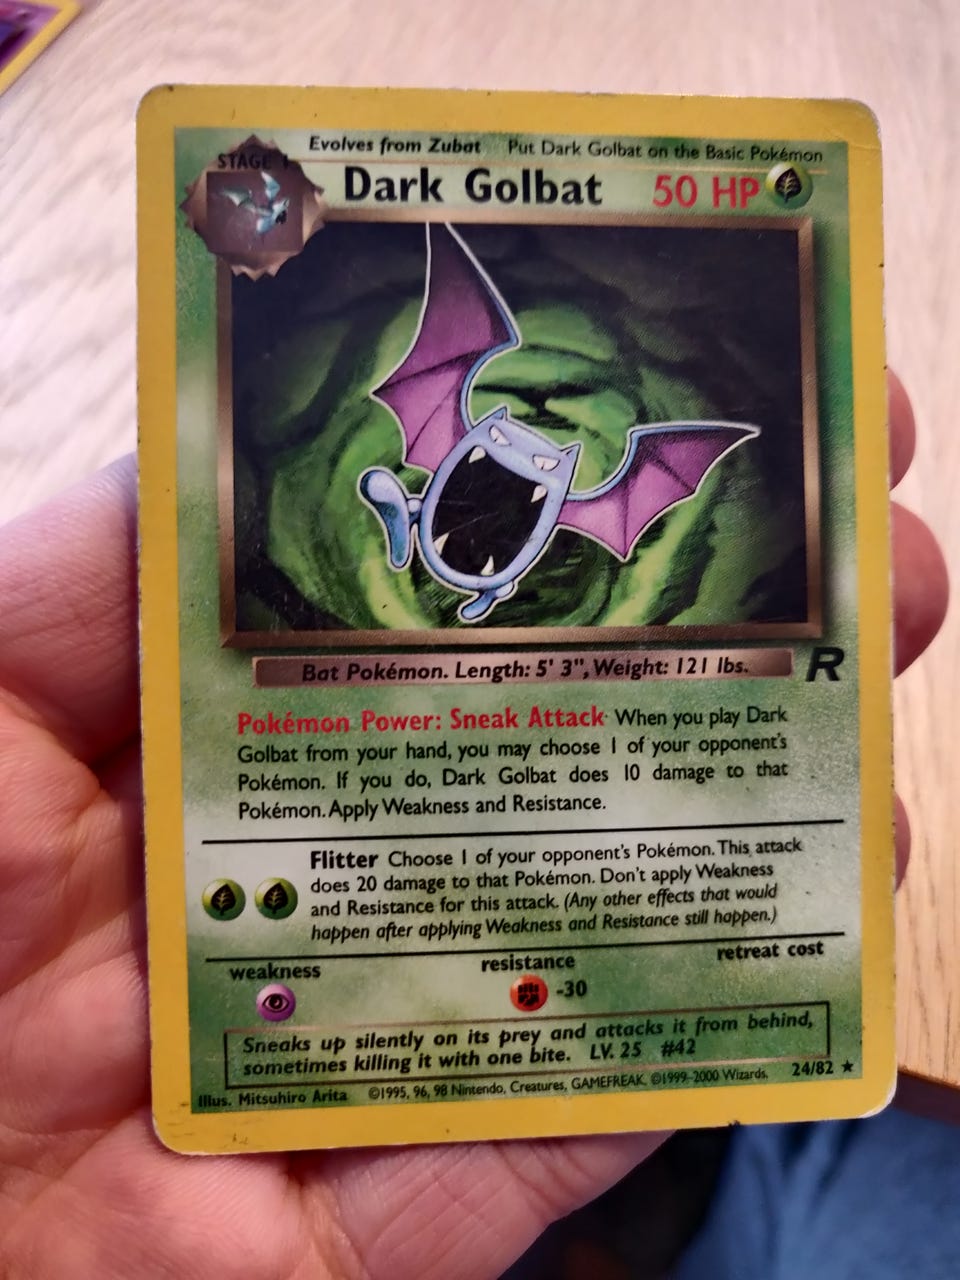 Evolves from Zubat Put Dark Golbat on the Basic Pokémon
STAGE 1
Dark Golbat 50 HP
Bat Pokémon. Length: 5' 3", Weight: 121 lbs.
R
Pokémon Power: Sneak Attack When you play Dark
Golbat from your hand, you may choose 1 of your opponent's
Pokémon. If you do, Dark Golbat does 10 damage to that
Pokémon. Apply Weakness and Resistance.
Flitter Choose 1 of your opponent's Pokémon. This attack
does 20 damage to that Pokémon. Don't apply Weakness
and Resistance for this attack. (Any other effects that would
happen after applying Weakness and Resistance still happen.)
weakness resistance retreat cost
-30
Sneaks up silently on its prey and attacks it from behind,
sometimes killing it with one bite. LV. 25 #42
Illus. Mitsuhiro Arita ©1995, 96, 98 Nintendo, Creatures, GAMEFREAK. ©1999-2000 Wizards. 24/82 ★